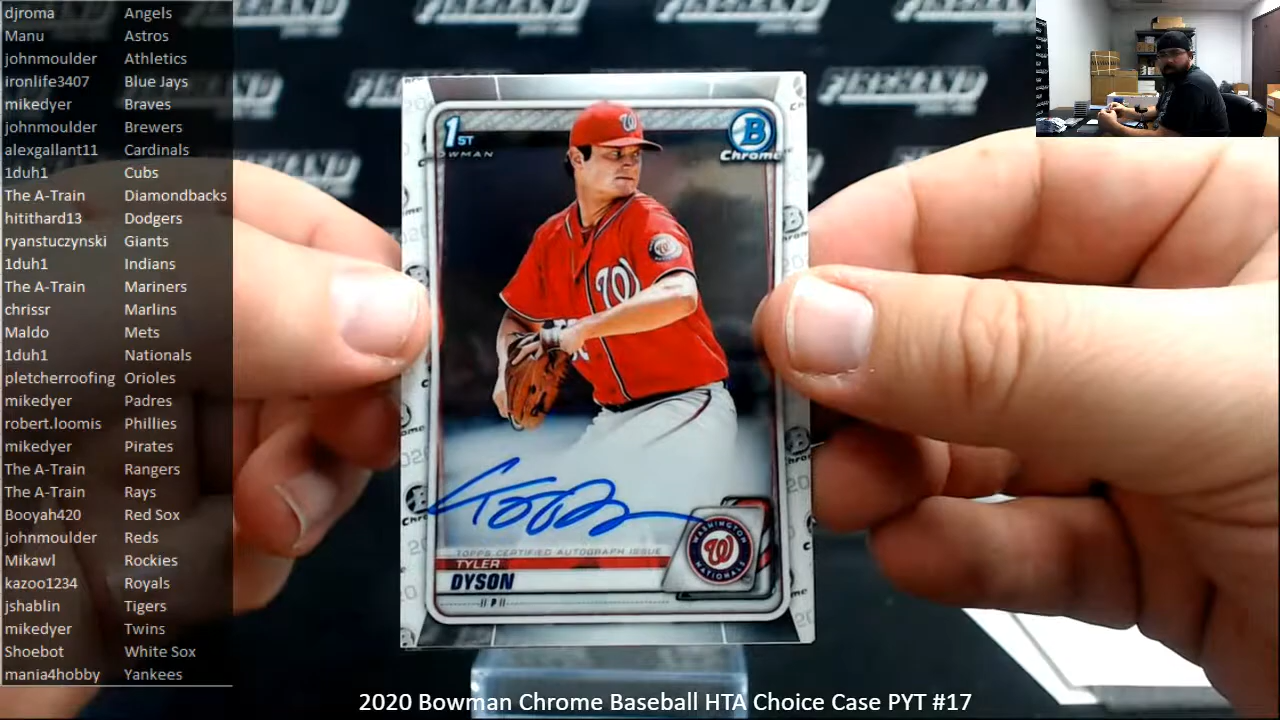 djroma Angels
Manu Astros
johnmoulder Athletics
ironlife3407 Blue Jays
mikedyer Braves
johnmoulder Brewers
alexgallant11 Cardinals
1duh1 Cubs
The A-Train Diamondbacks
hitithard13 Dodgers
ryanstuczynski Giants
1duh1 Indians
The A-Train Mariners
chrissr Marlins
Maldo Mets
1duh1 Nationals
pletcherroofing Orioles
mikedyer Padres
robert.loomis Phillies
mikedyer Pirates
The A-Train Rangers
The A-Train Rays
Booyah420 Red Sox
johnmoulder Reds
Mikawl Rockies
kazoo1234 Royals
jshablin Tigers
mikedyer Twins
Shoebot White Sox
mania4hobby Yankees
FIREHAND
1ST
BOWMAN
B
Chrome
W
TOPPS CERTIFIED AUTOGRAPH ISSUE
TYLER
DYSON
P
WASHINGTON
W
NATIONALS
2020 Bowman Chrome Baseball HTA Choice Case PYT #17